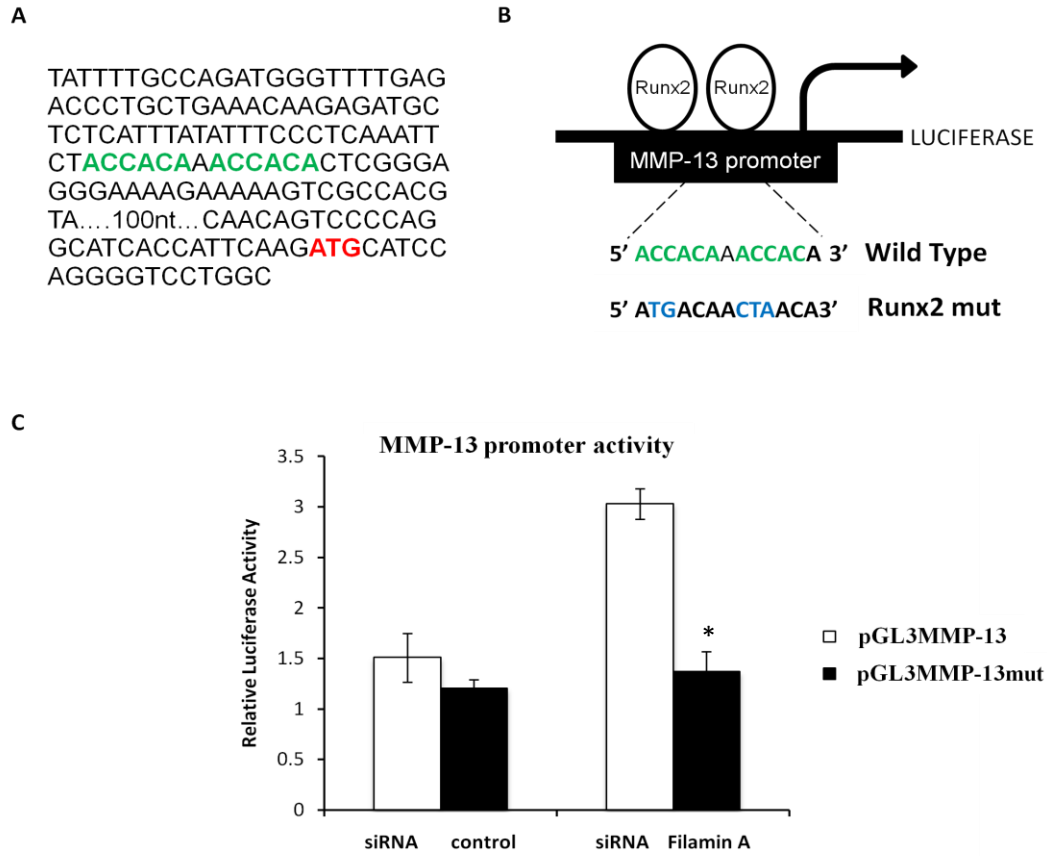 A
TATTTTGCCAGATGGGTTTTGAG
ACCCTGCTGAAACAAGAGATGC
TCTCATTTATATTTCCCTCAAATT
CTACCACAAACCACACTCGGGA
GGGAAAAGAAAAAGTCGCCACG
TA....100nt...CAACAGTCCCCAG
GCATCACCATTCAAGATGCATCC
AGGGGTCCTGGC
B
Runx2 Runx2
LUCIFERASE
MMP-13 promoter
5’ ACCACAAACCACA 3’ Wild Type
5’ ATGACAACTAACA3’ Runx2 mut
C
MMP-13 promoter activity
Relative Luciferase Activity
3.5
3
2.5
2
1.5
1
0.5
0
siRNA control siRNA Filamin A
*
pGL3MMP-13
pGL3MMP-13mut